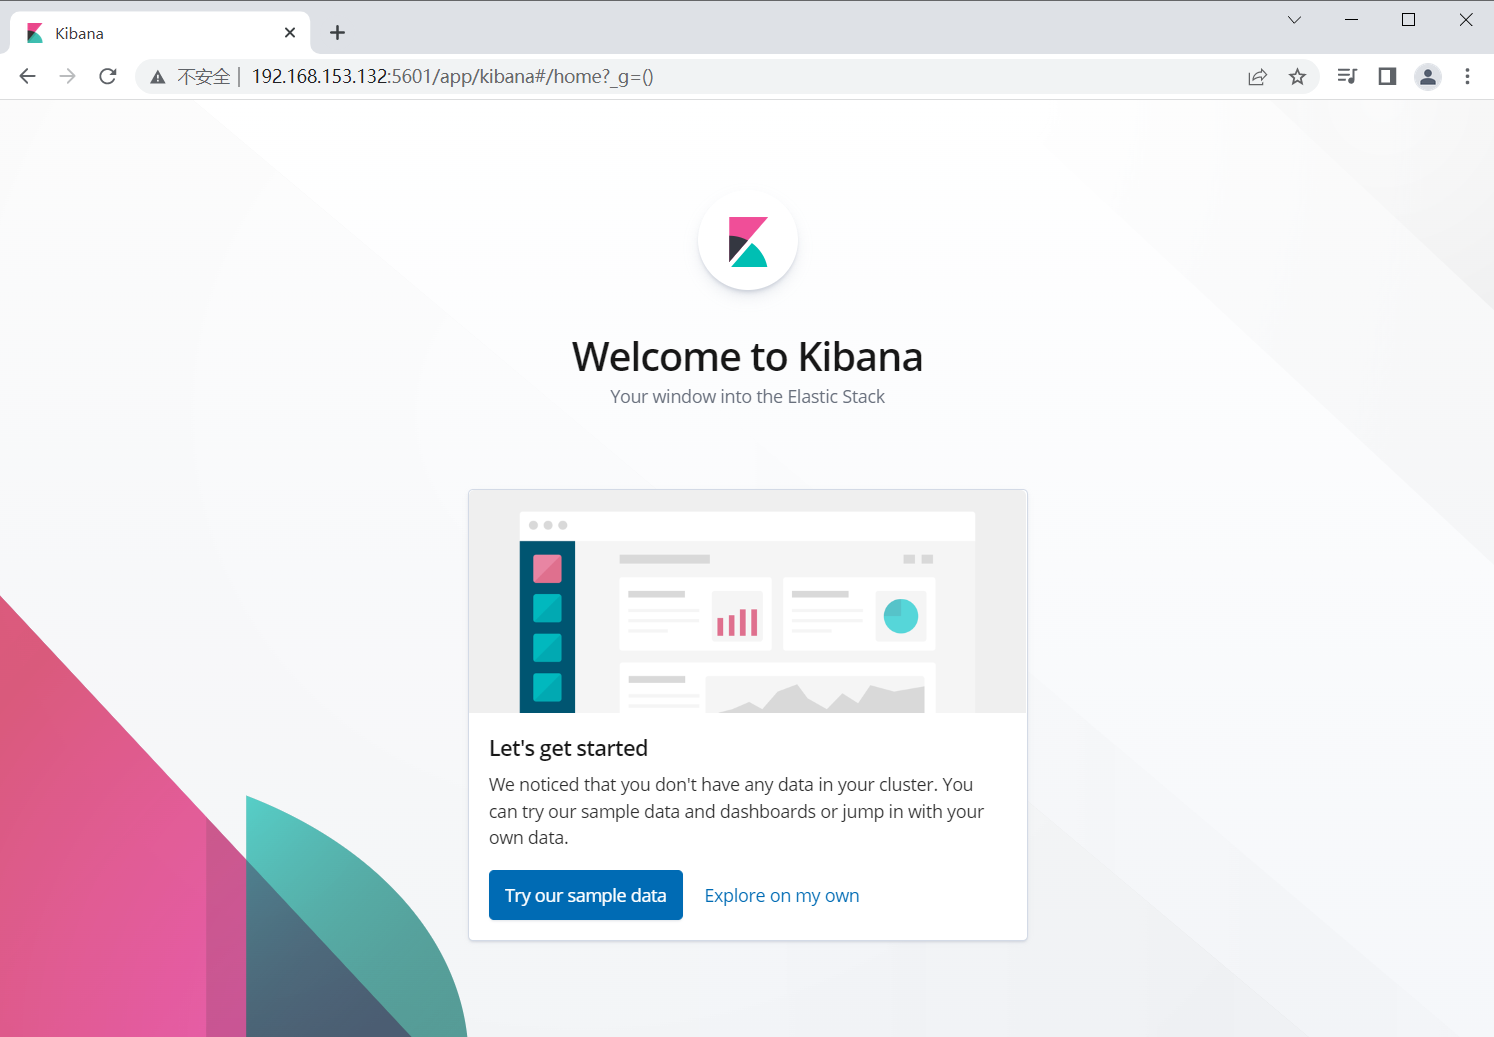 Kibana
不安全 | 192.168.153.132:5601/app/kibana#/home?_g=()
Welcome to Kibana
Your window into the Elastic Stack
Let's get started
We noticed that you don't have any data in your cluster. You
can try our sample data and dashboards or jump in with your
own data.
Try our sample data
Explore on my own